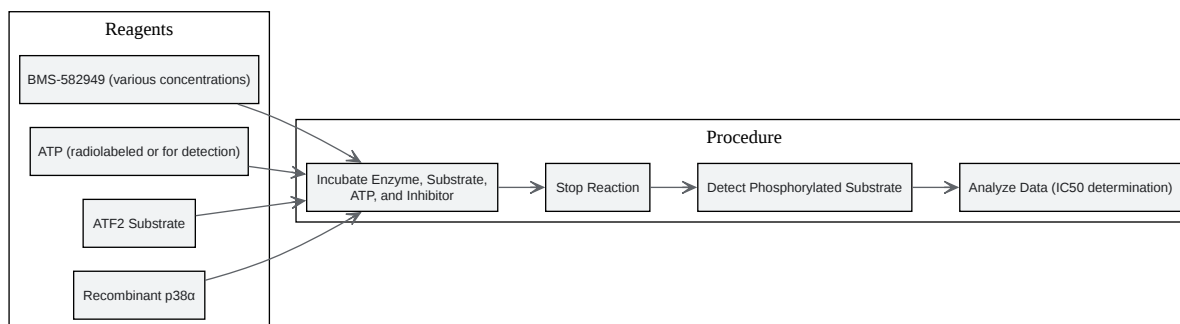 Reagents
BMS-582949 (various concentrations)
ATP (radiolabeled or for detection)
ATF2 Substrate
Recombinant p38α
Procedure
Incubate Enzyme, Substrate,
ATP, and Inhibitor
Stop Reaction
Detect Phosphorylated Substrate
Analyze Data (IC50 determination)